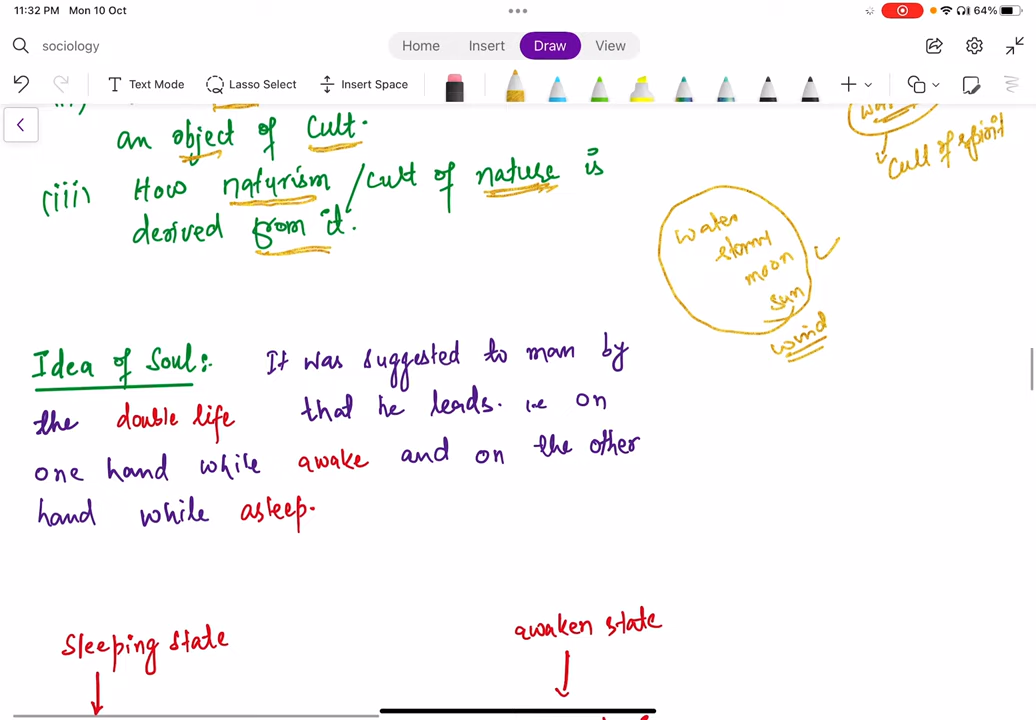 11:32 PM Mon 10 Oct
64%
sociology
Home Insert Draw View
Text Mode Lasso Select Insert Space
an object of Cult.
(iii) How natyrism / cult of nature is
derived from it.
cult of spirit
water
storm
moon
sun
wind
Idea of Soul:. It was suggested to man by
the double life that he leads. i.e on
one hand while awake and on the other
hand while asleep.
Sleeping State
awaken state